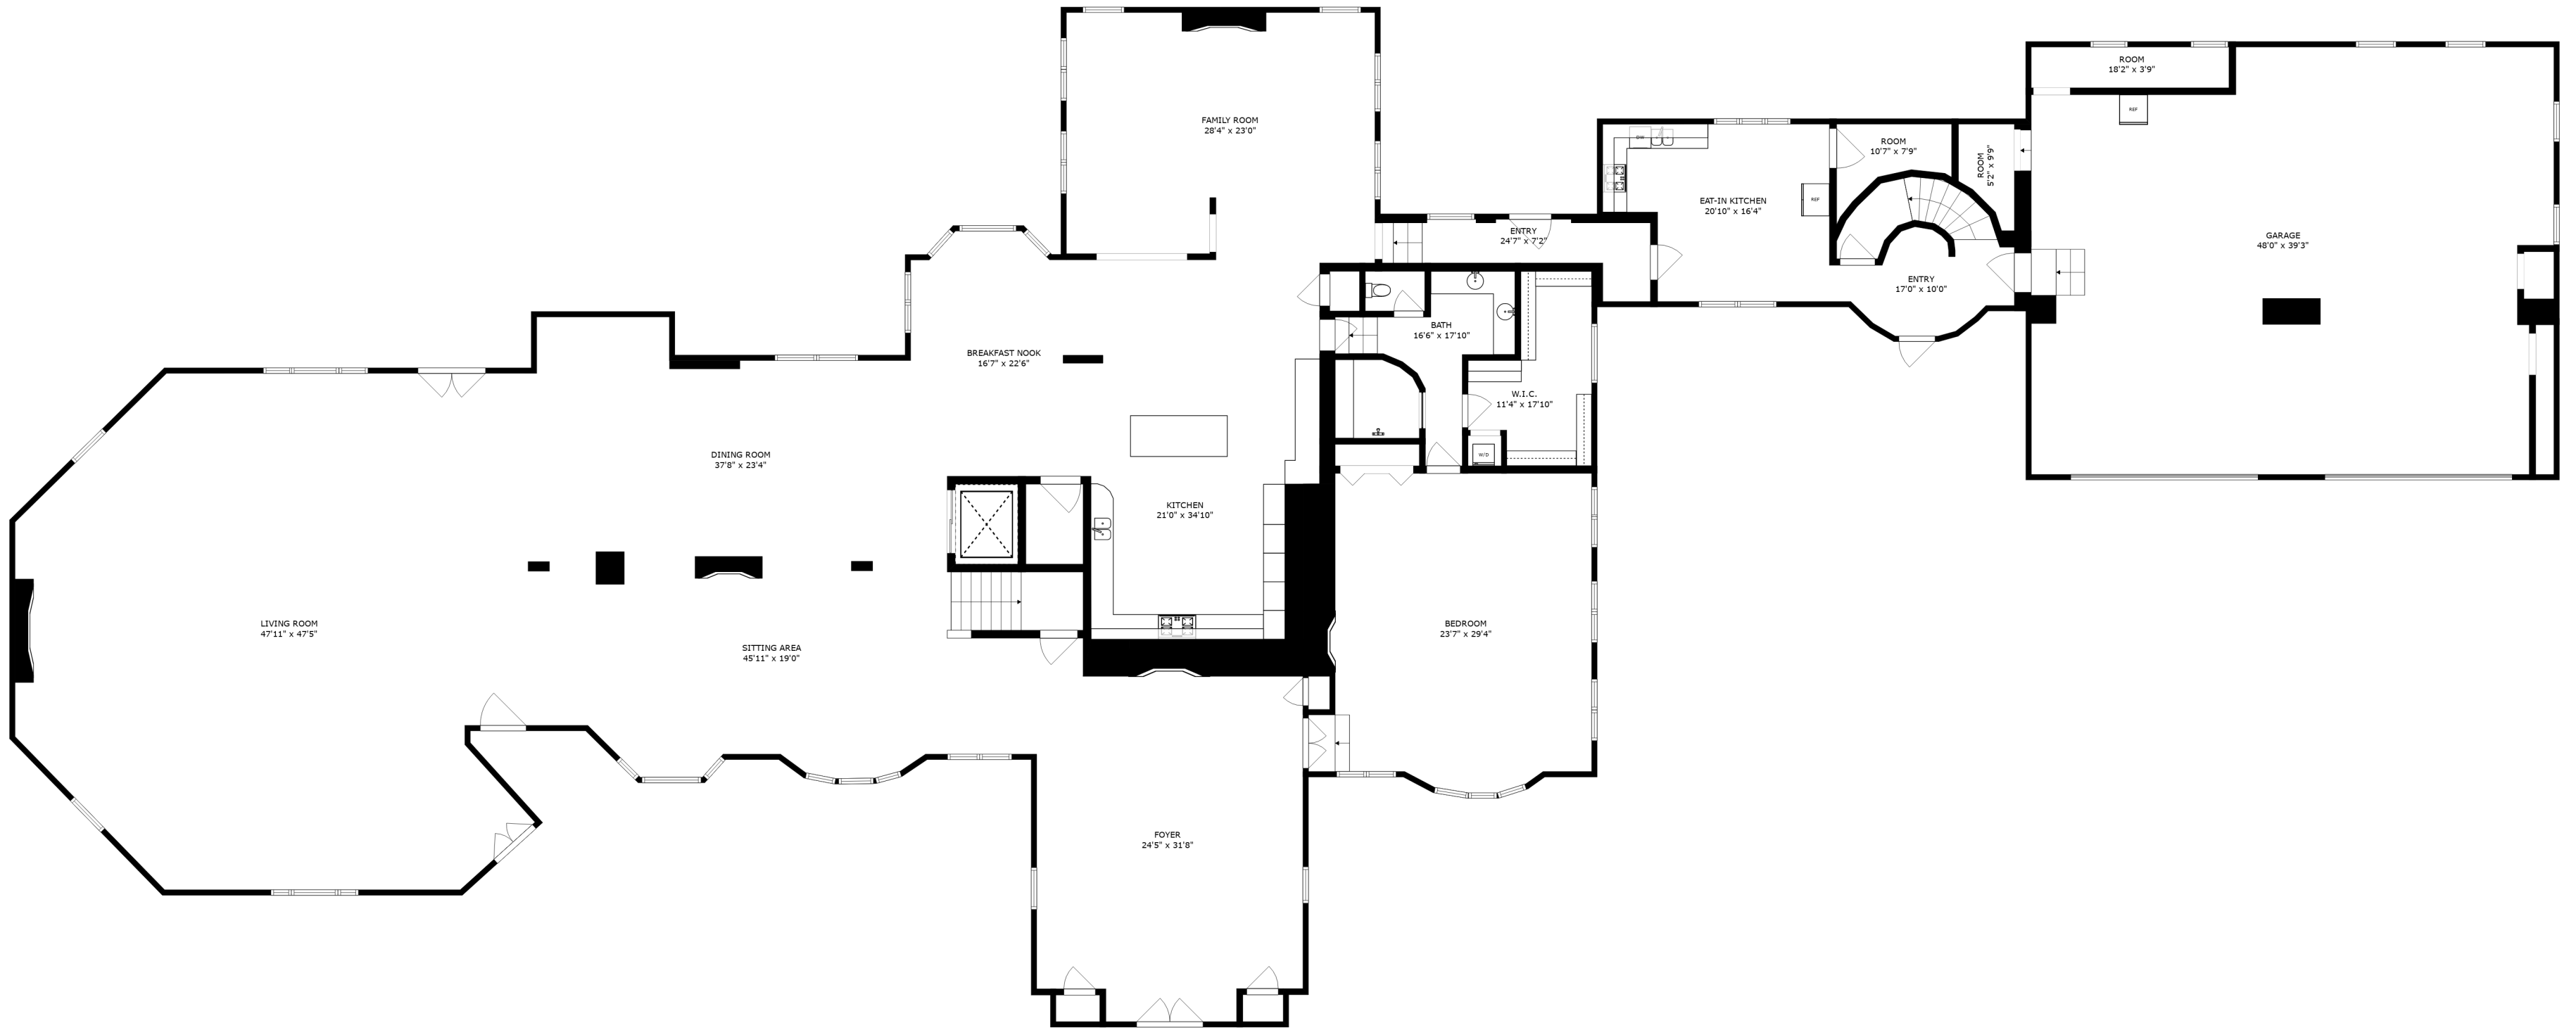 ROOM
18'2" x 3'9"
REF
FAMILY ROOM
28'4" x 23'0"
DW
ROOM
10'7" x 7'9"
ROOM
5'2" x 9'9"
EAT-IN KITCHEN
20'10" x 16'4"
REF
ENTRY
24'7" x 7'2"
GARAGE
48'0" x 39'3"
ENTRY
17'0" x 10'0"
BATH
16'6" x 17'10"
BREAKFAST NOOK
16'7" x 22'6"
W.I.C.
11'4" x 17'10"
DINING ROOM
37'8" x 23'4"
W/D
KITCHEN
21'0" x 34'10"
LIVING ROOM
47'11" x 47'5"
BEDROOM
23'7" x 29'4"
SITTING AREA
45'11" x 19'0"
FOYER
24'5" x 31'8"